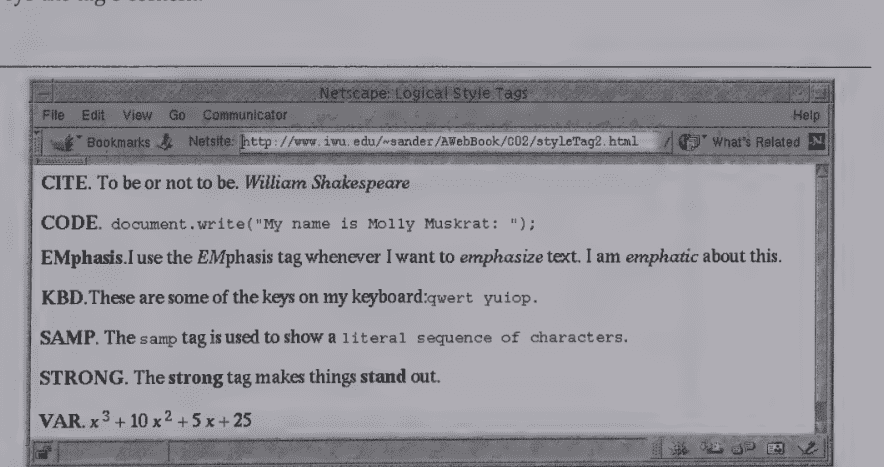 Netscape: Logical Style Tags
File Edit View Go Communicator Help
Bookmarks Netsite: http://www.iwu.edu/~sander/AWebBook/C02/styleTag2.html What's Related N
CITE. To be or not to be. William Shakespeare
CODE. document.write("My name is Molly Muskrat: ");
EMphasis.I use the EMphasis tag whenever I want to emphasize text. I am emphatic about this.
KBD.These are some of the keys on my keyboard:qwert yuiop.
SAMP. The samp tag is used to show a literal sequence of characters.
STRONG. The strong tag makes things stand out.
VAR. x³ + 10 x² + 5 x + 25